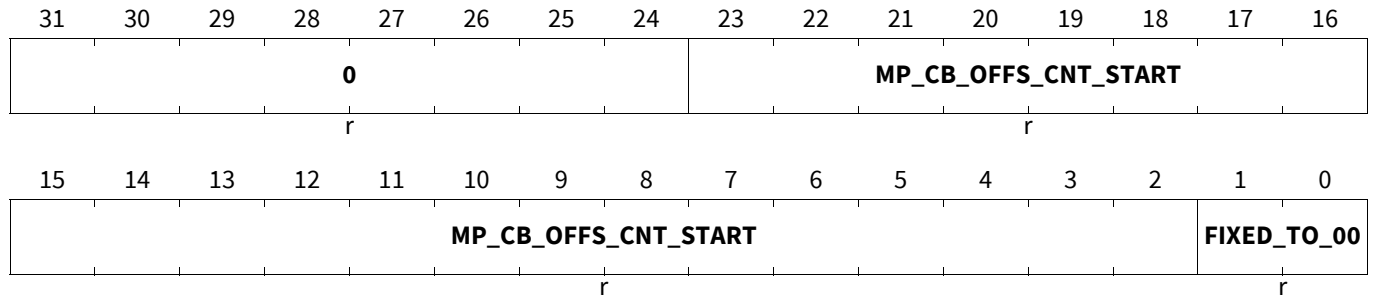 31 30 29 28 27 26 25 24 23 22 21 20 19 18 17 16
0 MP_CB_OFFS_CNT_START
r r
15 14 13 12 11 10 9 8 7 6 5 4 3 2 1 0
MP_CB_OFFS_CNT_START FIXED_TO_00
r r